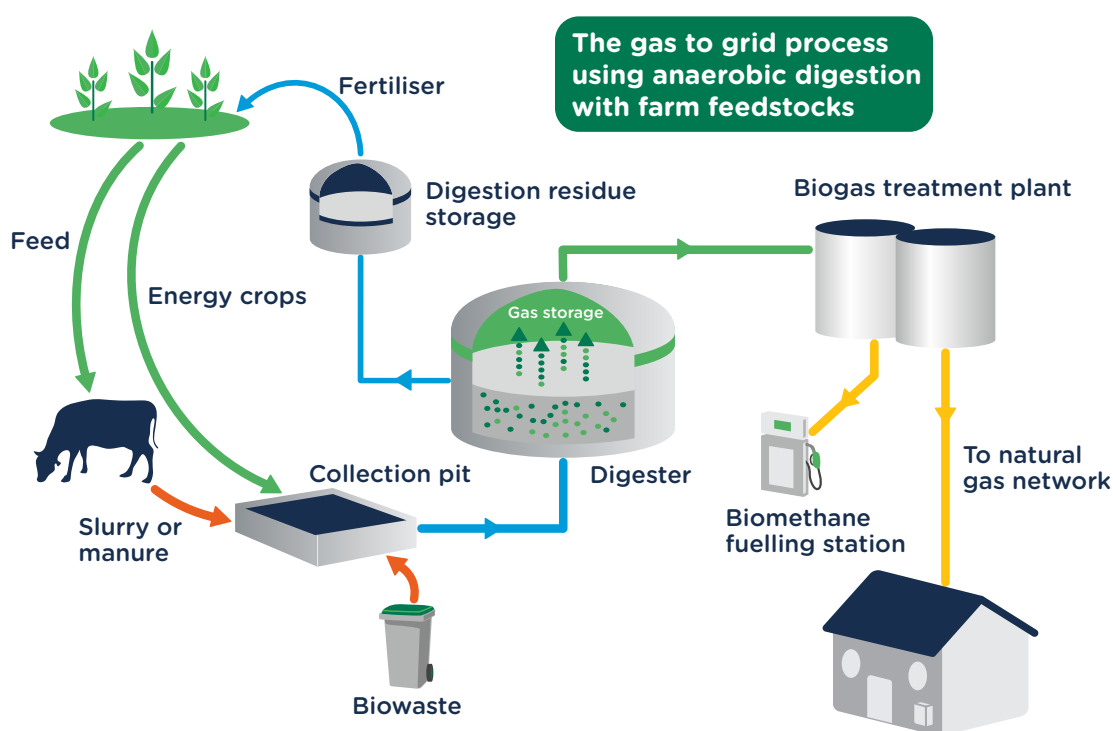 The gas to grid process
using anaerobic digestion
with farm feedstocks
Fertiliser
Digestion residue
storage
Biogas treatment plant
Feed
Energy crops
Gas storage
Collection pit
Digester
To natural
gas network
Slurry or
manure
Biomethane
fuelling station
Biowaste